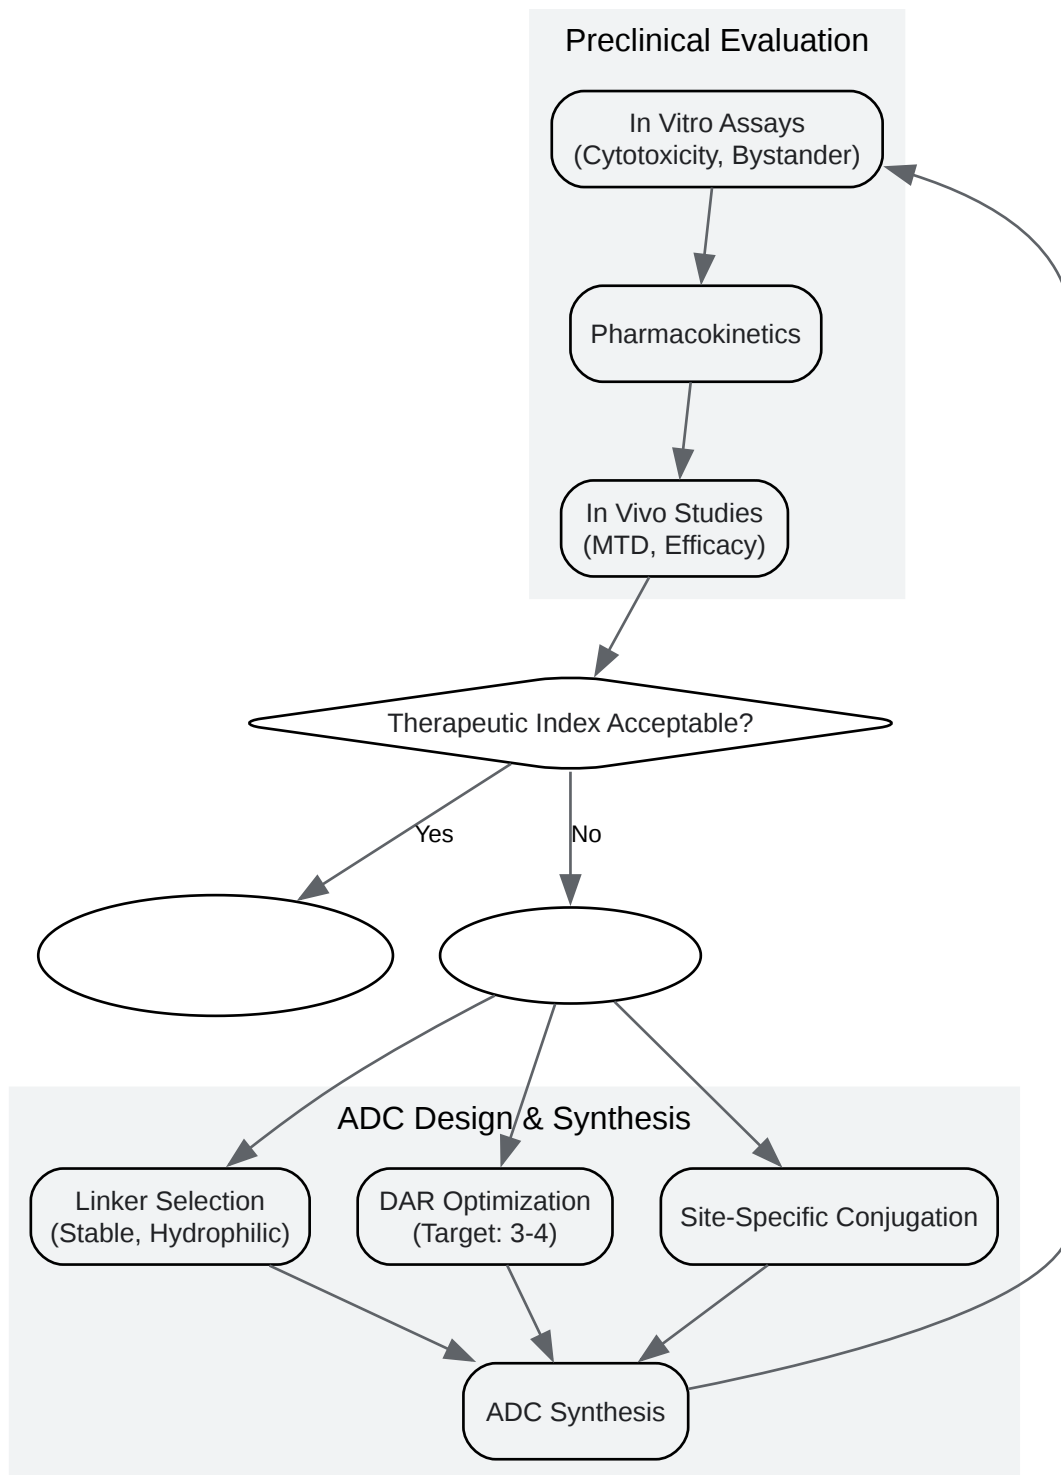 Preclinical Evaluation
In Vitro Assays
(Cytotoxicity, Bystander)
Pharmacokinetics
In Vivo Studies
(MTD, Efficacy)
Therapeutic Index Acceptable?
Yes
No
ADC Design & Synthesis
Linker Selection
(Stable, Hydrophilic)
DAR Optimization
(Target: 3-4)
Site-Specific Conjugation
ADC Synthesis